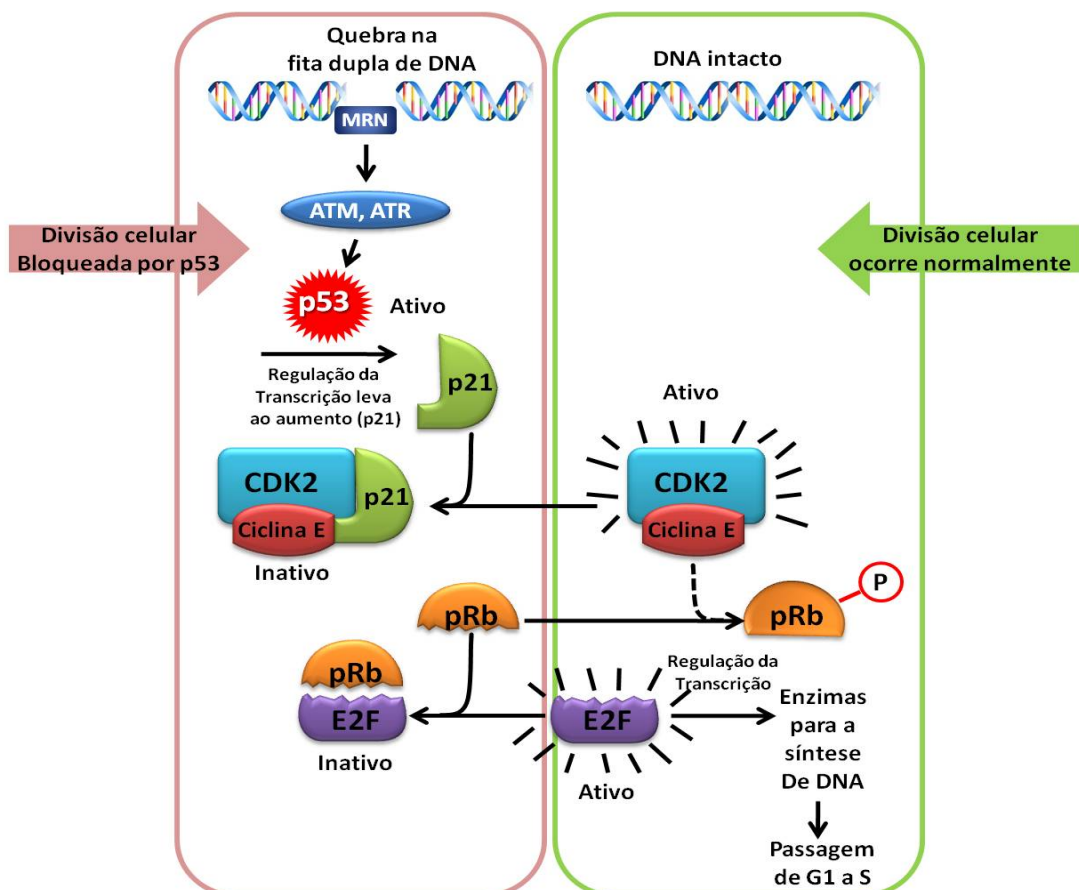 Quebra na
fita dupla de DNA
MRN
ATM, ATR
Divisão celular
Bloqueada por p53
p53
Ativo
Regulação da
Transcrição leva
ao aumento (p21)
p21
CDK2
p21
Ciclina E
Inativo
pRb
pRb
E2F
Inativo
DNA intacto
Divisão celular
ocorre normalmente
Ativo
CDK2
Ciclina E
P
pRb
Regulação da
Transcrição
E2F
Ativo
Enzimas
para a
síntese
De DNA
Passagem
de G1 a S